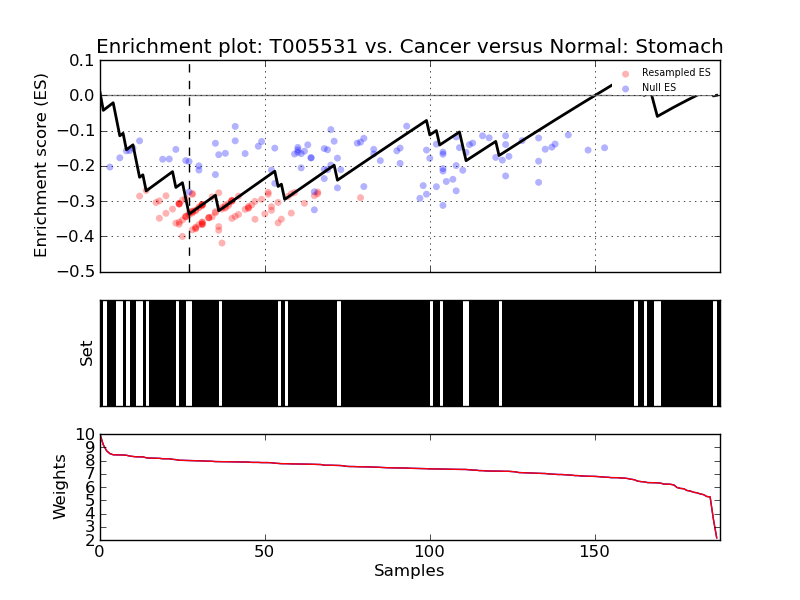 Enrichment plot: T005531 vs. Cancer versus Normal: Stomach
Enrichment score (ES)
0.1
0.0
−0.1
−0.2
−0.3
−0.4
−0.5
Resampled ES
Null ES
Set
Weights
10
9
8
7
6
5
4
3
2
0
50
100
150
Samples